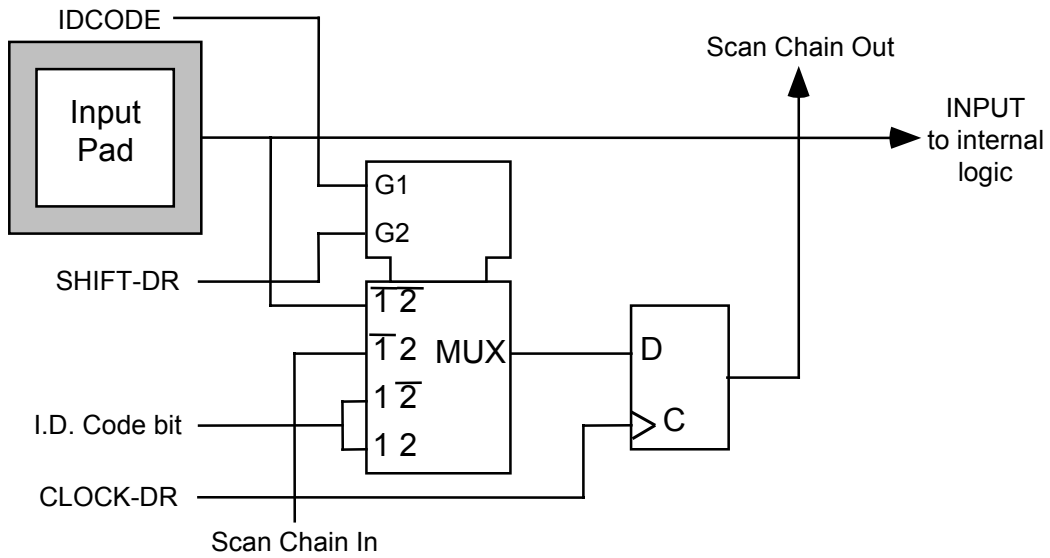 IDCODE
Input
Pad
Scan Chain Out
INPUT
to internal
logic
G1
G2
SHIFT-DR
1̅ 2̅
1̅ 2
MUX
D
1 2̅
I.D. Code bit
1 2
C
CLOCK-DR
Scan Chain In